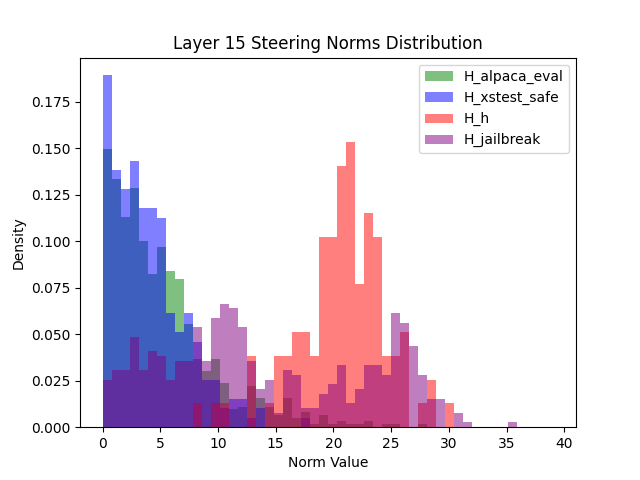 Layer 15 Steering Norms Distribution
H_alpaca_eval
H_xstest_safe
H_h
H_jailbreak
Density
0.175
0.150
0.125
0.100
0.075
0.050
0.025
0.000
0 5 10 15 20 25 30 35 40
Norm Value